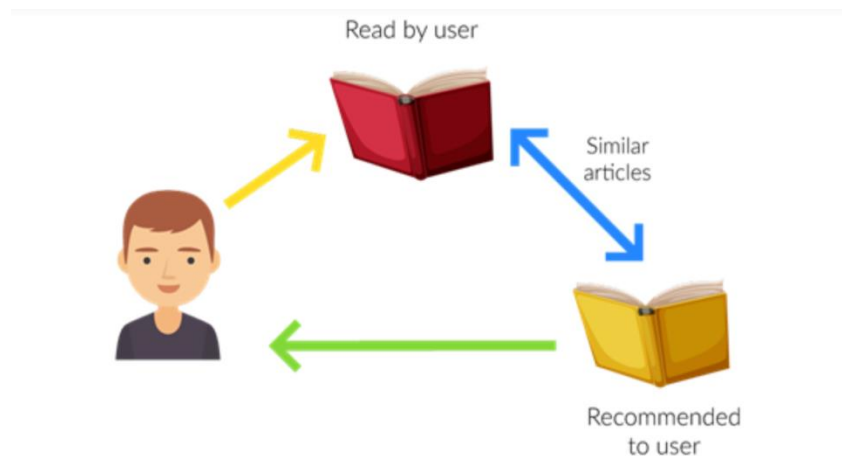 Read by user
Similar
articles
Recommended
to user